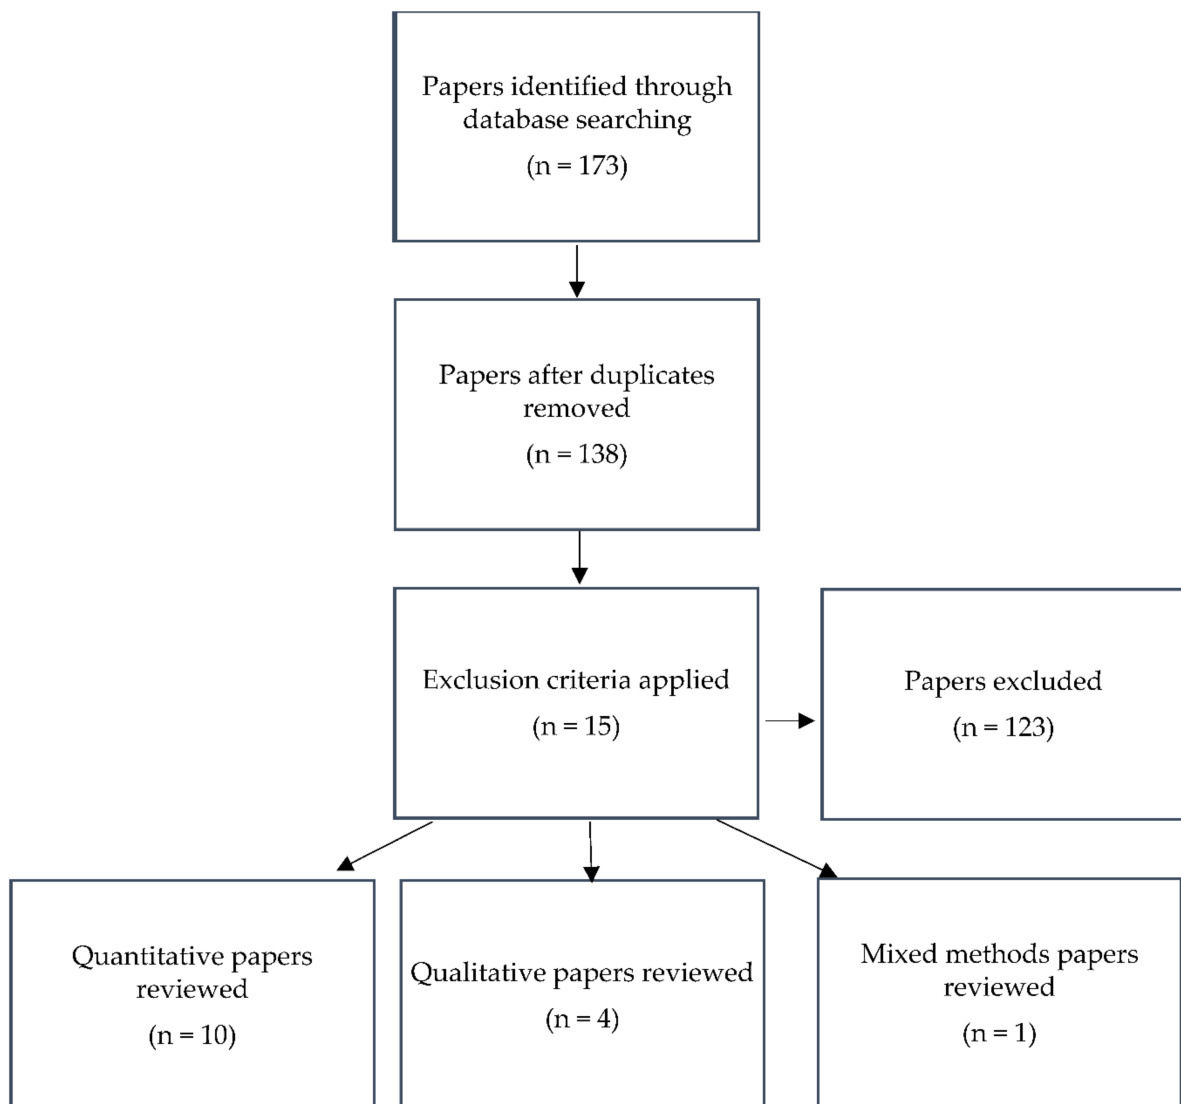 Papers identified through
database searching
(n = 173)
Papers after duplicates
removed
(n = 138)
Exclusion criteria applied
(n = 15)
Papers excluded
(n = 123)
Quantitative papers
reviewed
(n = 10)
Qualitative papers reviewed
(n = 4)
Mixed methods papers
reviewed
(n = 1)